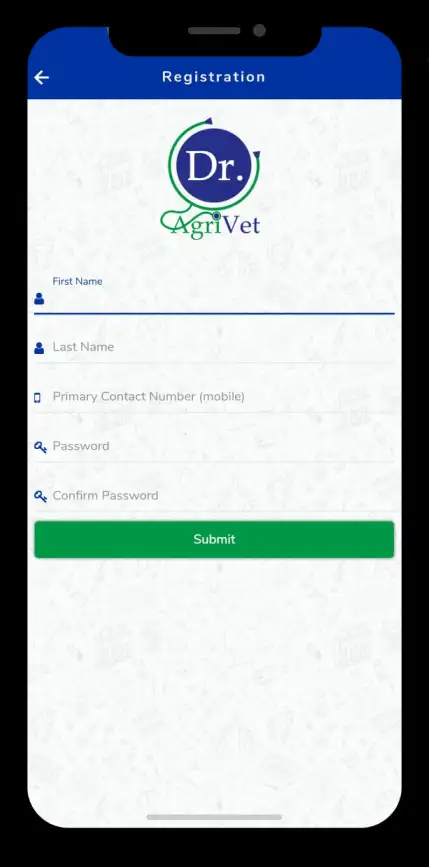 Registration
Dr.
AgriVet
First Name
Last Name
Primary Contact Number (mobile)
Password
Confirm Password
Submit